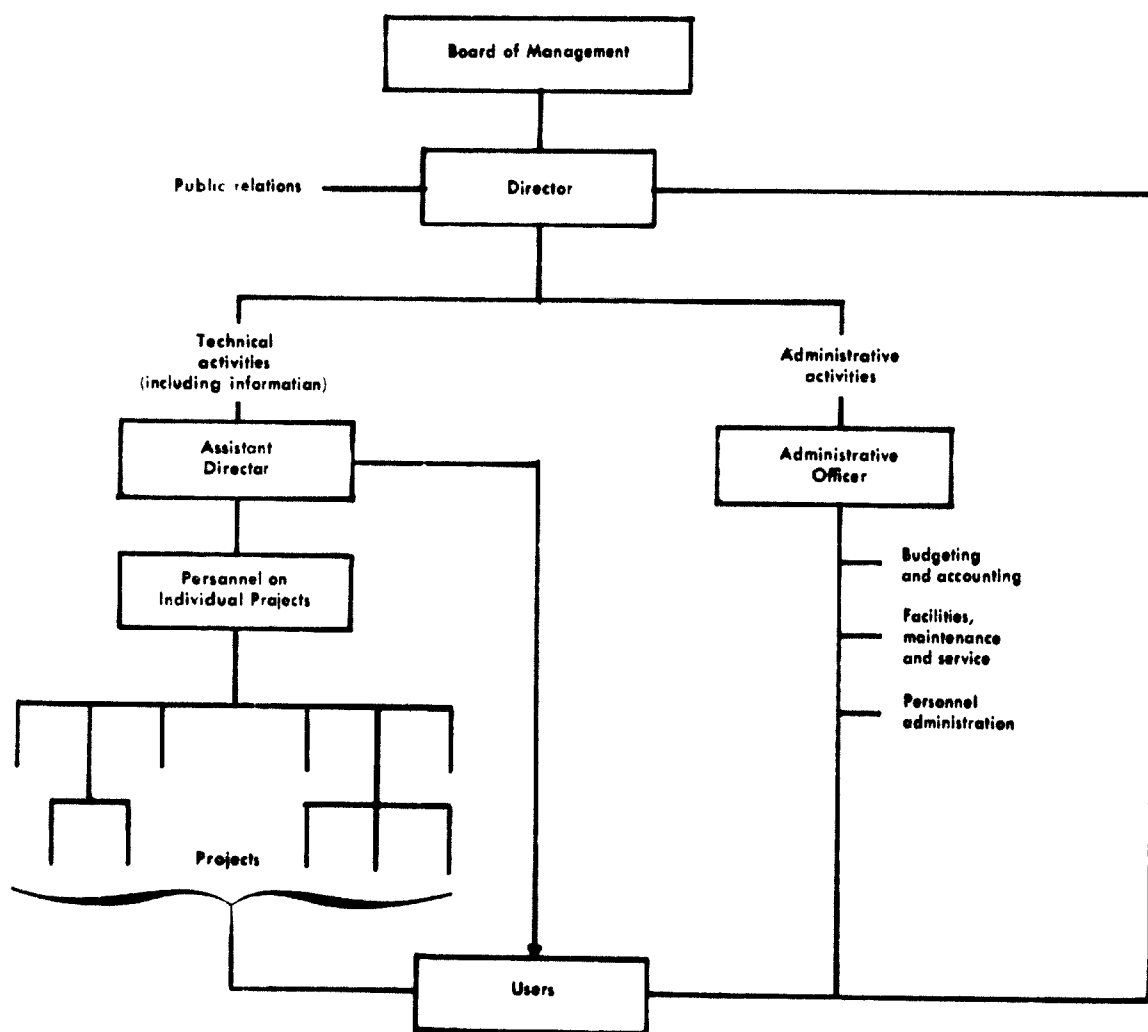 Board of Management
Public relations
Director
Technical
activities
(including information)
Administrative
activities
Assistant
Director
Administrative
Officer
Personnel on
Individual Projects
Budgeting
and accounting
Facilities,
maintenance
and service
Personnel
administration
Projects
Users